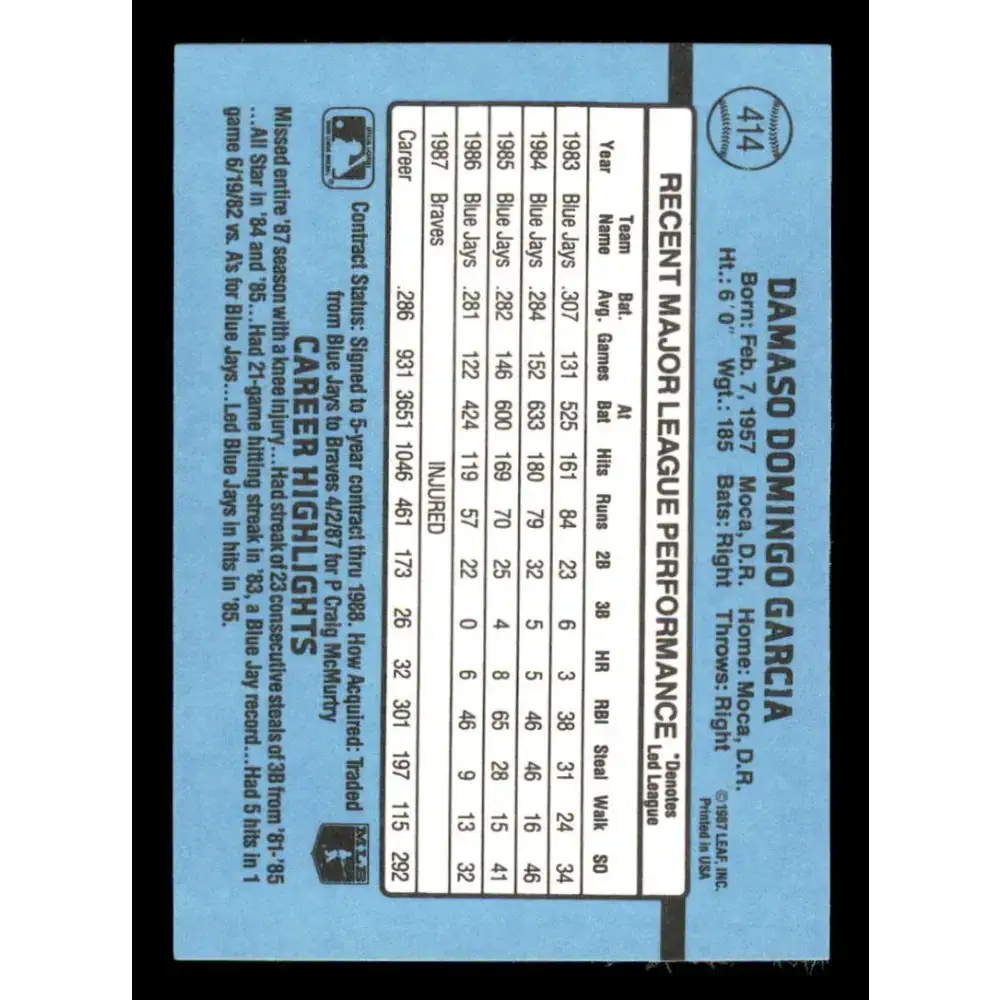 414
DAMASO DOMINGO GARCIA
Born: Feb. 7, 1957 Moca, D.R. Home: Moca, D.R.
Ht.: 6'0" Wgt.: 185 Bats: Right Throws: Right
© 1987 LEAF, INC.
Printed in USA
RECENT MAJOR LEAGUE PERFORMANCE *Denotes Led League
Year Team Name Bat. Avg. Games At Bat Hits Runs 2B 3B HR RBI Steal Walk SO
1983 Blue Jays .307 131 525 161 84 23 6 3 38 31 24 34
1984 Blue Jays .284 152 633 180 79 32 5 5 46 46 16 46
1985 Blue Jays .282 146 600 169 70 25 4 8 65 28 15 41
1986 Blue Jays .281 122 424 119 57 22 0 6 46 9 13 32
1987 Braves INJURED
Career .286 931 3651 1046 461 173 26 32 301 197 115 292
Contract Status: Signed to 5-year contract thru 1988. How Acquired: Traded
from Blue Jays to Braves 4/2/87 for P Craig McMurtry
MLB
CAREER HIGHLIGHTS
Missed entire '87 season with a knee injury...Had streak of 23 consecutive steals of 3B from '81-'85
...All Star in '84 and '85...Had 21-game hitting streak in '83, a Blue Jay record...Had 5 hits in 1
game 6/19/82 vs. A's for Blue Jays...Led Blue Jays in hits in '85.